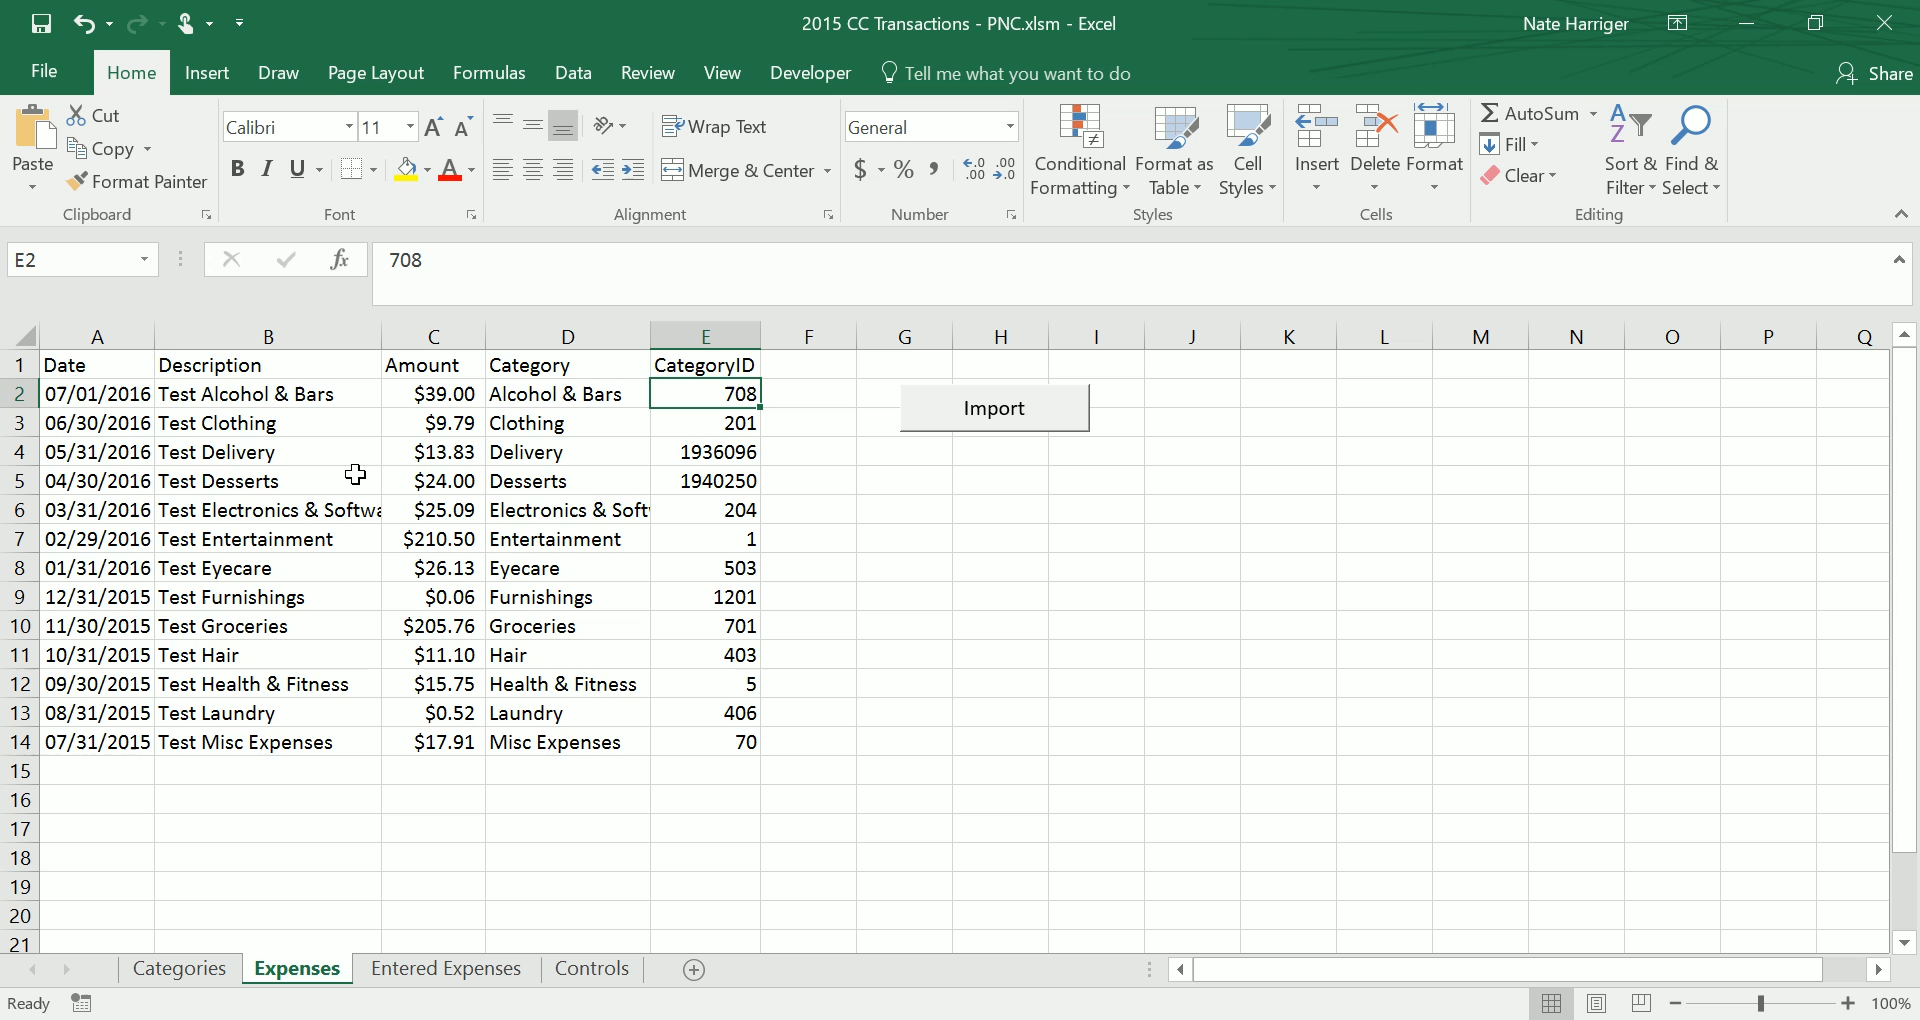 2015 CC Transactions - PNC.xlsm - Excel
Nate Harriger
File Home Insert Draw Page Layout Formulas Data Review View Developer Tell me what you want to do Share
Paste
Cut
Copy
Format Painter
Clipboard
Calibri 11
B I U A
Font
Wrap Text
Merge & Center
Alignment
General
$ % ,
Number
Conditional Formatting
Format as Table
Cell Styles
Styles
Insert
Delete
Format
Cells
AutoSum
Fill
Clear
Sort & Filter
Find & Select
Editing
E2 fx 708
A B C D E F G H I J K L M N O P Q
1 Date Description Amount Category CategoryID
2 07/01/2016 Test Alcohol & Bars $39.00 Alcohol & Bars 708
Import
3 06/30/2016 Test Clothing $9.79 Clothing 201
4 05/31/2016 Test Delivery $13.83 Delivery 1936096
5 04/30/2016 Test Desserts $24.00 Desserts 1940250
6 03/31/2016 Test Electronics & Softwa $25.09 Electronics & Soft 204
7 02/29/2016 Test Entertainment $210.50 Entertainment 1
8 01/31/2016 Test Eyecare $26.13 Eyecare 503
9 12/31/2015 Test Furnishings $0.06 Furnishings 1201
10 11/30/2015 Test Groceries $205.76 Groceries 701
11 10/31/2015 Test Hair $11.10 Hair 403
12 09/30/2015 Test Health & Fitness $15.75 Health & Fitness 5
13 08/31/2015 Test Laundry $0.52 Laundry 406
14 07/31/2015 Test Misc Expenses $17.91 Misc Expenses 70
15
16
17
18
19
20
21
Categories Expenses Entered Expenses Controls
Ready
100%